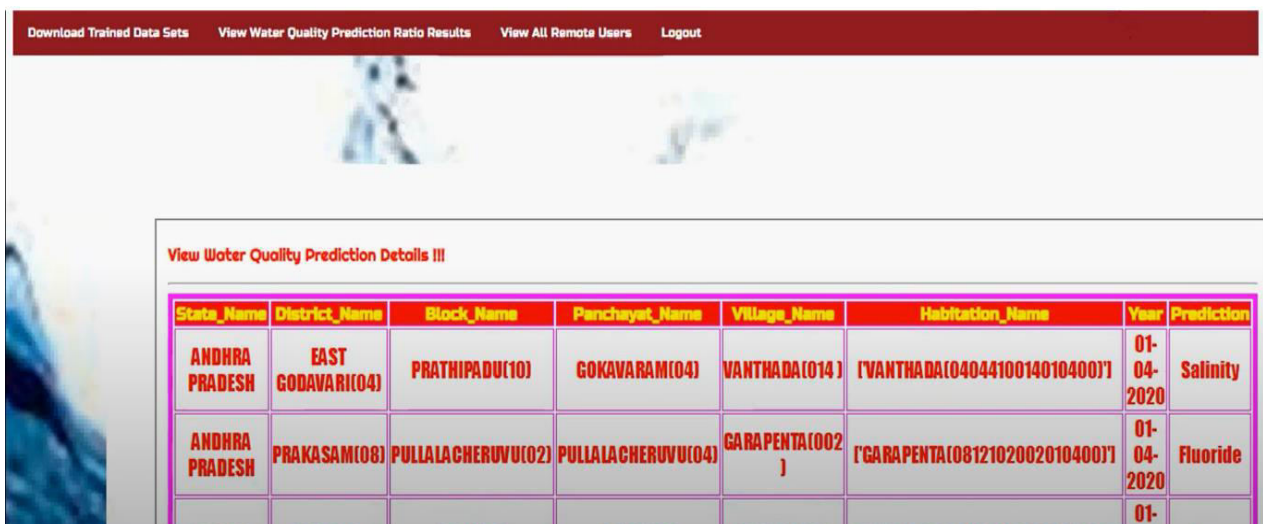 Download Trained Data Sets View Water Quality Prediction Ratio Results View All Remote Users Logout
View Water Quality Prediction Details !!!
State_Name District_Name Block_Name Panchayat_Name Village_Name Habitation_Name Year Prediction
ANDHRA PRADESH EAST GODAVARI(04) PRATHIPADU(10) GOKAVARAM(04) VANTHADA(014 ) ['VANTHADA(0404410014010400)'] 01-04-2020 Salinity
ANDHRA PRADESH PRAKASAM(08) PULLALACHERUVU(02) PULLALACHERUVU(04) GARAPENTA(002 ) ['GARAPENTA(0812102002010400)'] 01-04-2020 Fluoride
01-